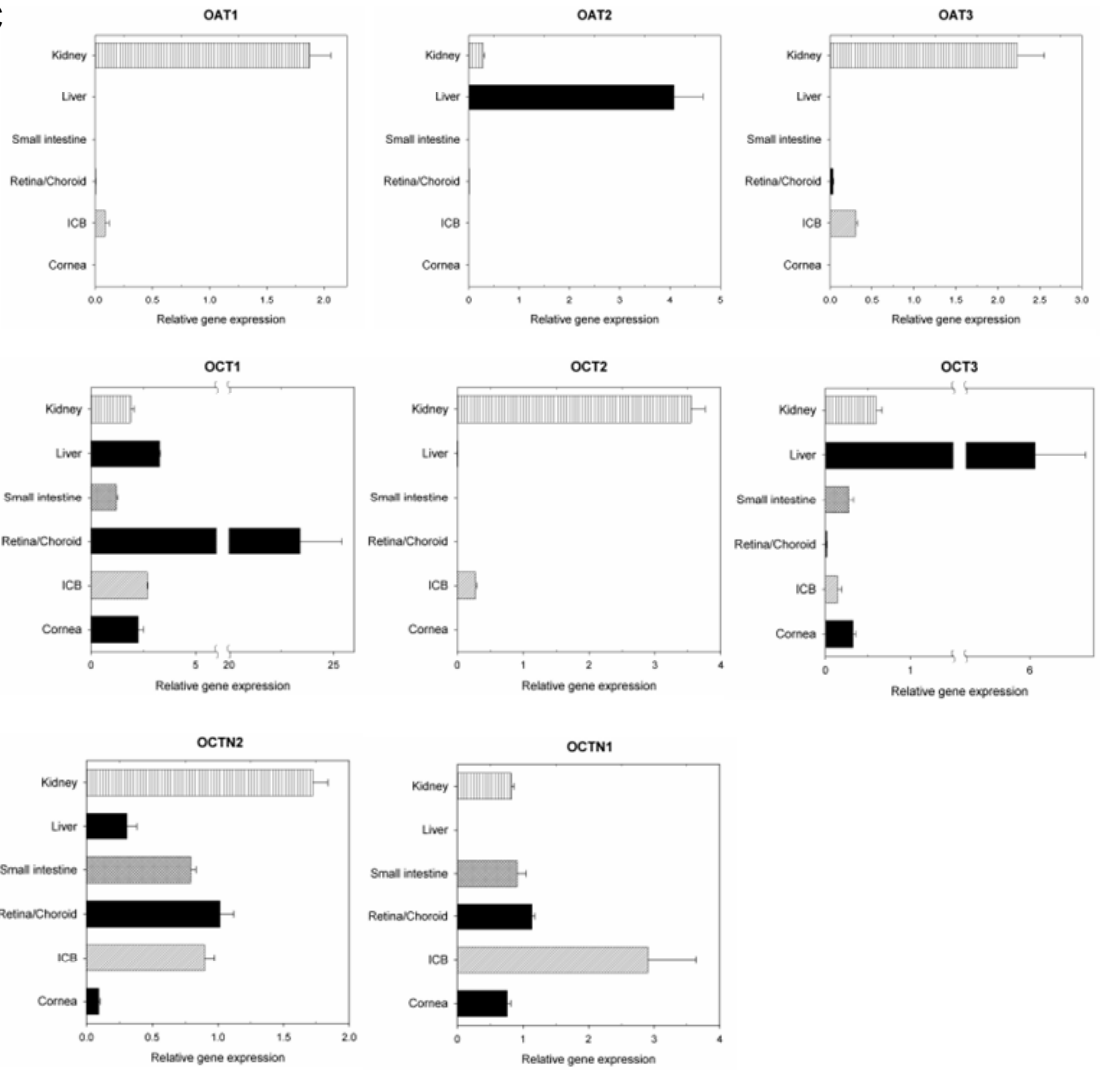 C
OAT1
Kidney
Liver
Small intestine
Retina/Choroid
ICB
Cornea
0.0 0.5 1.0 1.5 2.0
Relative gene expression
OAT2
Kidney
Liver
Small intestine
Retina/Choroid
ICB
Cornea
0 1 2 3 4 5
Relative gene expression
OAT3
Kidney
Liver
Small intestine
Retina/Choroid
ICB
Cornea
0.0 0.5 1.0 1.5 2.0 2.5 3.0
Relative gene expression
OCT1
Kidney
Liver
Small intestine
Retina/Choroid
ICB
Cornea
0 5 20 25
Relative gene expression
OCT2
Kidney
Liver
Small intestine
Retina/Choroid
ICB
Cornea
0 1 2 3 4
Relative gene expression
OCT3
Kidney
Liver
Small intestine
Retina/Choroid
ICB
Cornea
0 1 6
Relative gene expression
OCTN2
Kidney
Liver
Small intestine
Retina/Choroid
ICB
Cornea
0.0 0.5 1.0 1.5 2.0
Relative gene expression
OCTN1
Kidney
Liver
Small intestine
Retina/Choroid
ICB
Cornea
0 1 2 3 4
Relative gene expression